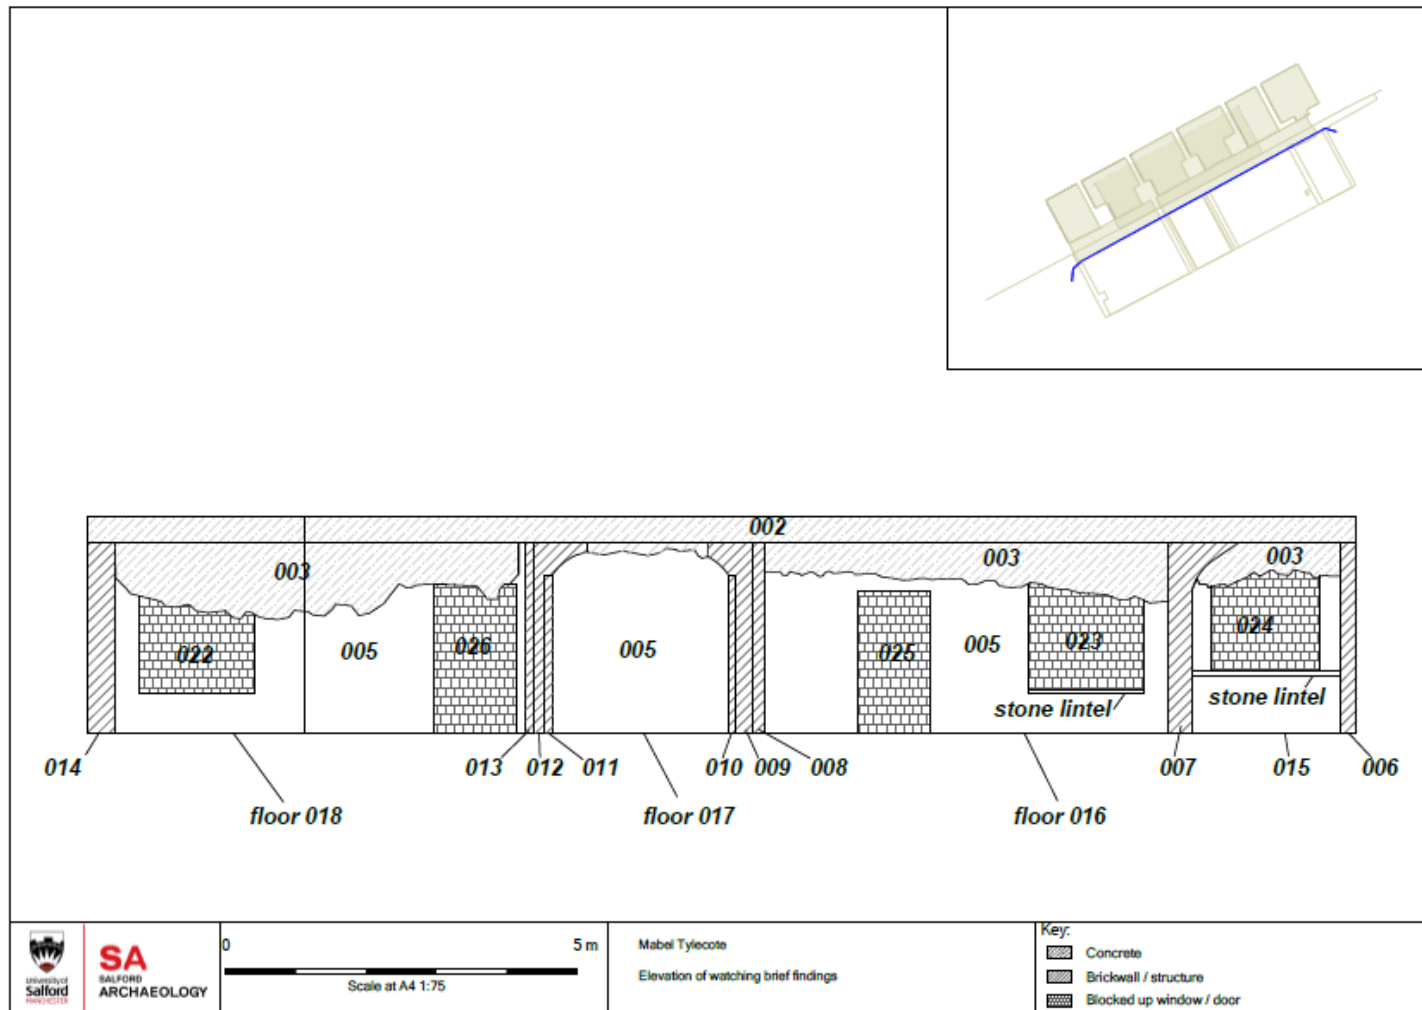 002
003
003
003
022
005
026
005
025
005
023
024
stone lintel
stone lintel
014
013
012
011
010
009
008
007
015
006
floor 018
floor 017
floor 016
University of
Salford
MANCHESTER
SA
SALFORD
ARCHAEOLOGY
0
5 m
Scale at A4 1:75
Mabel Tylecote
Elevation of watching brief findings
Key:
Concrete
Brickwall / structure
Blocked up window / door